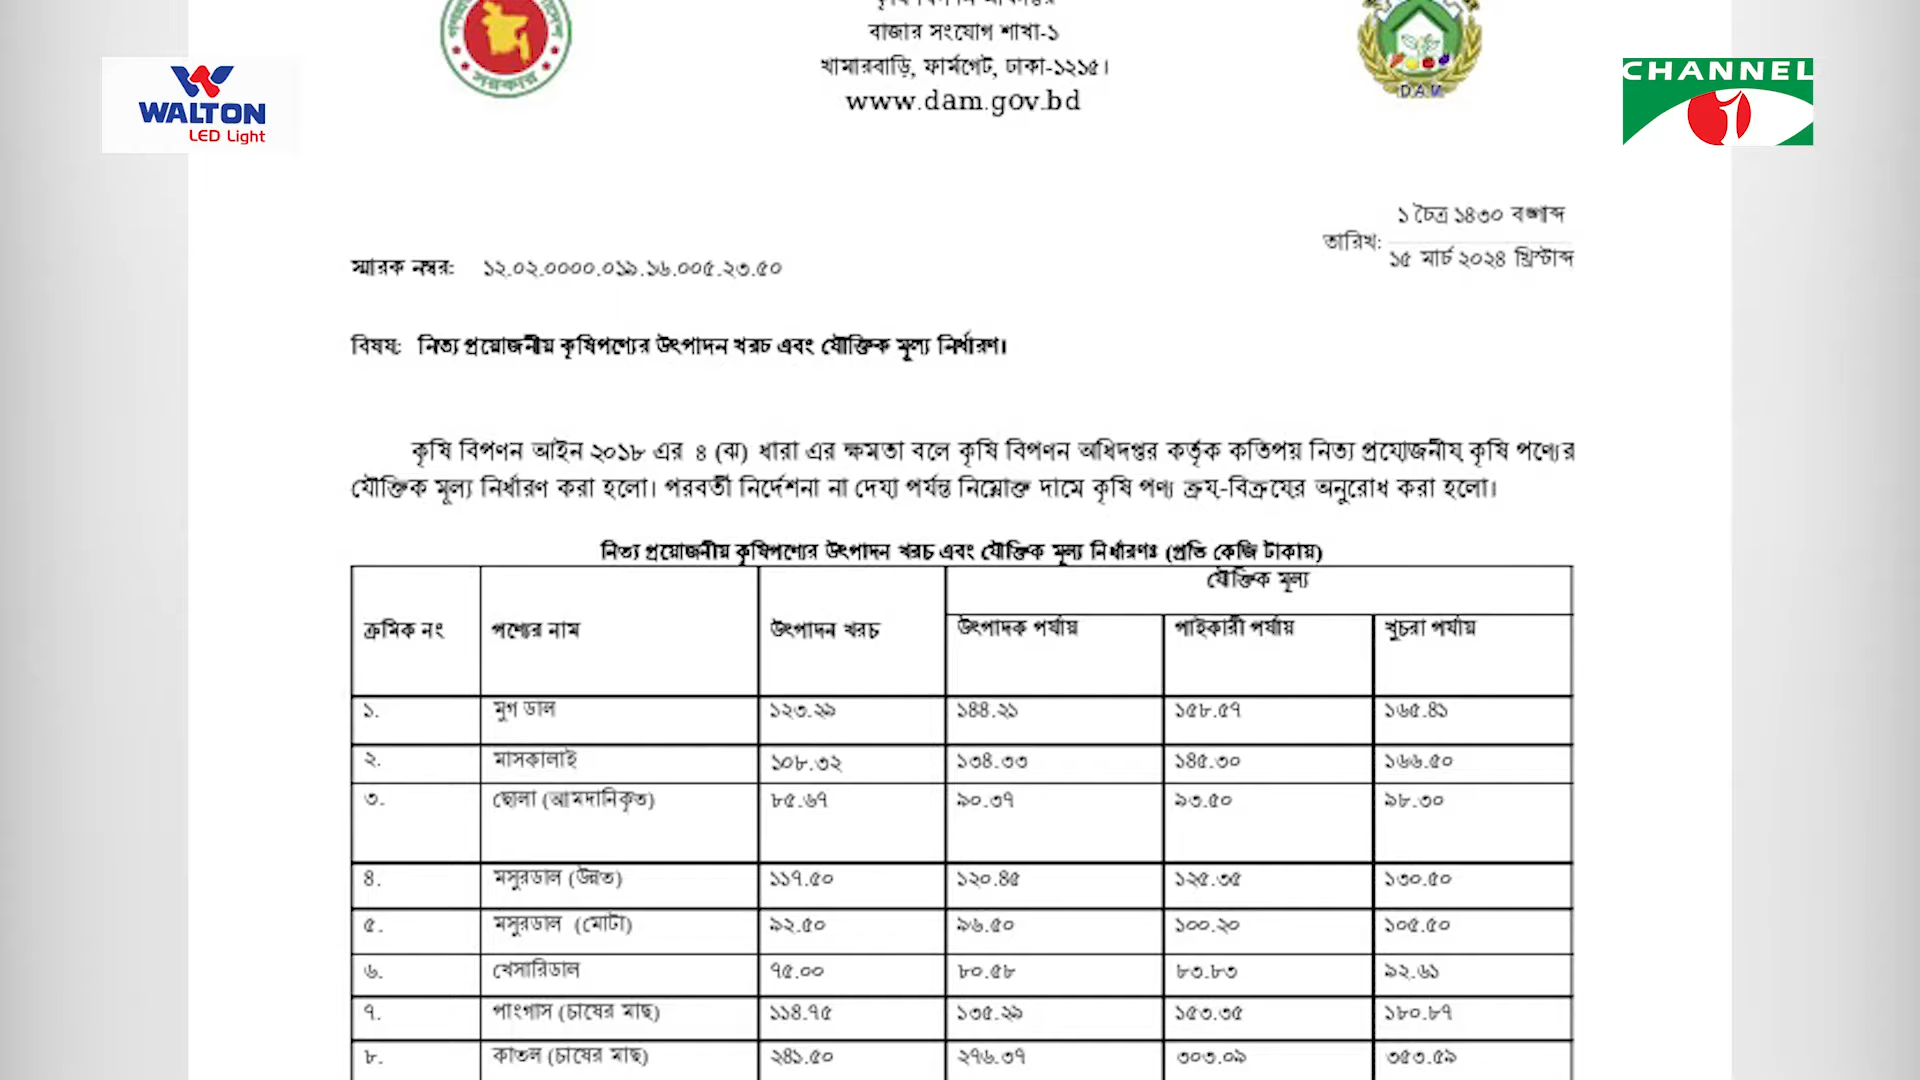 বাজার সংযোগ শাখা-১
খামারবাড়ি, ফার্মগেট, ঢাকা-১২১৫।
www.dam.gov.bd
সরকার
D.A.M.
WALTON
LED Light
CHANNEL
i
১ চৈত্র ১৪৩০ বঙ্গাব্দ
তারিখ:
১৫ মার্চ ২০২৪ খ্রিস্টাব্দ
স্মারক নম্বর: ১২.০২.০০০০.০১৯.১৬.০০৫.২৩.৫০
বিষয়: নিত্য প্রয়োজনীয় কৃষিপণ্যের উৎপাদন খরচ এবং যৌক্তিক মূল্য নির্ধারণ।
কৃষি বিপণন আইন ২০১৮ এর ৪ (ঝ) ধারা এর ক্ষমতা বলে কৃষি বিপণন অধিদপ্তর কর্তৃক কতিপয় নিত্য প্রয়োজনীয় কৃষি পণ্যের
যৌক্তিক মূল্য নির্ধারণ করা হলো। পরবর্তী নির্দেশনা না দেয়া পর্যন্ত নিম্নোক্ত দামে কৃষি পণ্য ক্রয়-বিক্রয়ের অনুরোধ করা হলো।
নিত্য প্রয়োজনীয় কৃষিপণ্যের উৎপাদন খরচ এবং যৌক্তিক মূল্য নির্ধারণঃ (প্রতি কেজি টাকায়)
যৌক্তিক মূল্য
ক্রমিক নং পণ্যের নাম উৎপাদন খরচ উৎপাদক পর্যায় পাইকারী পর্যায় খুচরা পর্যায়
১. মুগ ডাল ১২৩.২৯ ১৪৪.২১ ১৫৮.৫৭ ১৬৫.৪১
২. মাসকালাই ১০৮.৩২ ১৩৪.৩৩ ১৪৫.৩০ ১৬৬.৫০
৩. ছোলা (আমদানিকৃত) ৮৫.৬৭ ৯০.৩৭ ৯৩.৫০ ৯৮.৩০
৪. মসুরডাল (উন্নত) ১১৭.৫০ ১২০.৪৫ ১২৫.৩৫ ১৩০.৫০
৫. মসুরডাল (মোটা) ৯২.৫০ ৯৬.৫০ ১০০.২০ ১০৫.৫০
৬. খেসারিডাল ৭৫.০০ ৮০.৫৮ ৮৩.৮৩ ৯২.৬১
৭. পাংগাস (চাষের মাছ) ১১৪.৭৫ ১৩৫.২৯ ১৫৩.৩৫ ১৮০.৮৭
৮. কাতল (চাষের মাছ) ২৪১.৫০ ২৭৬.৩৭ ৩০৩.০৯ ৩৫৩.৫৯